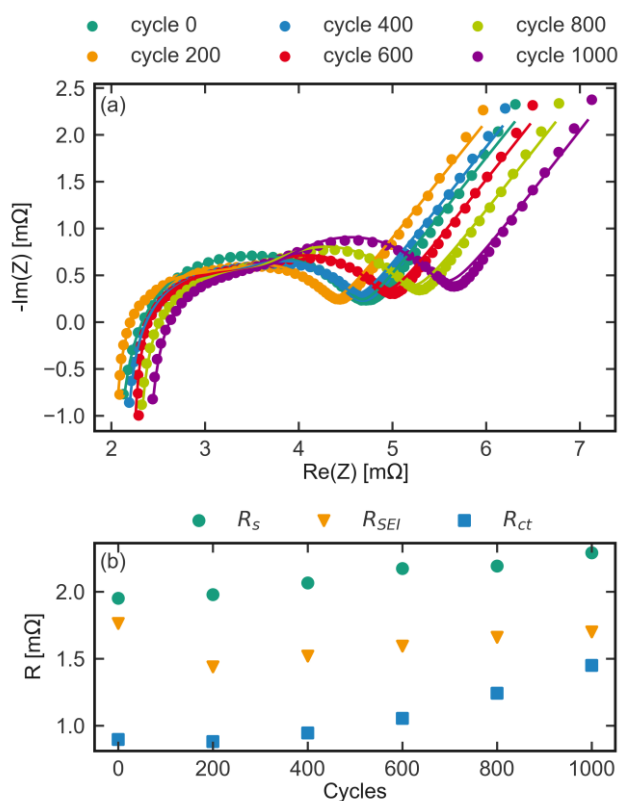 cycle 0 cycle 400 cycle 800
cycle 200 cycle 600 cycle 1000
(a)
-Im(Z) [mΩ]
2.5
2.0
1.5
1.0
0.5
0.0
-0.5
-1.0
2 3 4 5 6 7
Re(Z) [mΩ]
R_s R_SEI R_ct
(b)
R [mΩ]
2.0
1.5
1.0
0 200 400 600 800 1000
Cycles